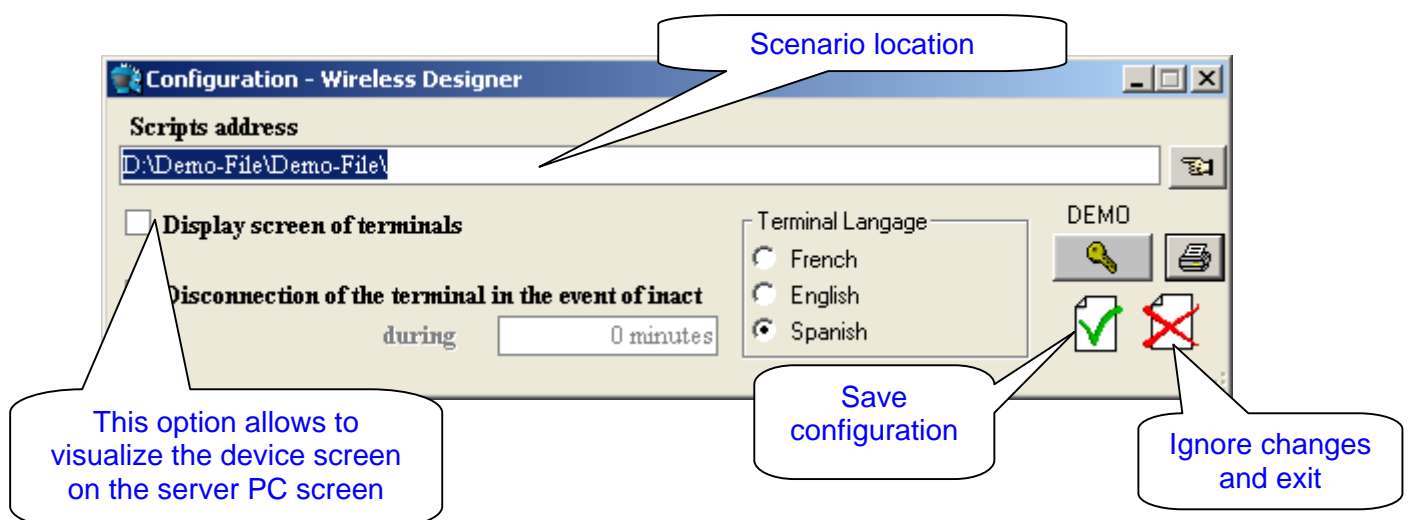 Scenario location
Configuration - Wireless Designer
Scripts address
D:\Demo-File\Demo-File\
Display screen of terminals
Terminal Langage
DEMO
French
Disconnection of the terminal in the event of inact
English
during
0 minutes
Spanish
This option allows to
visualize the device screen
on the server PC screen
Save
configuration
Ignore changes
and exit